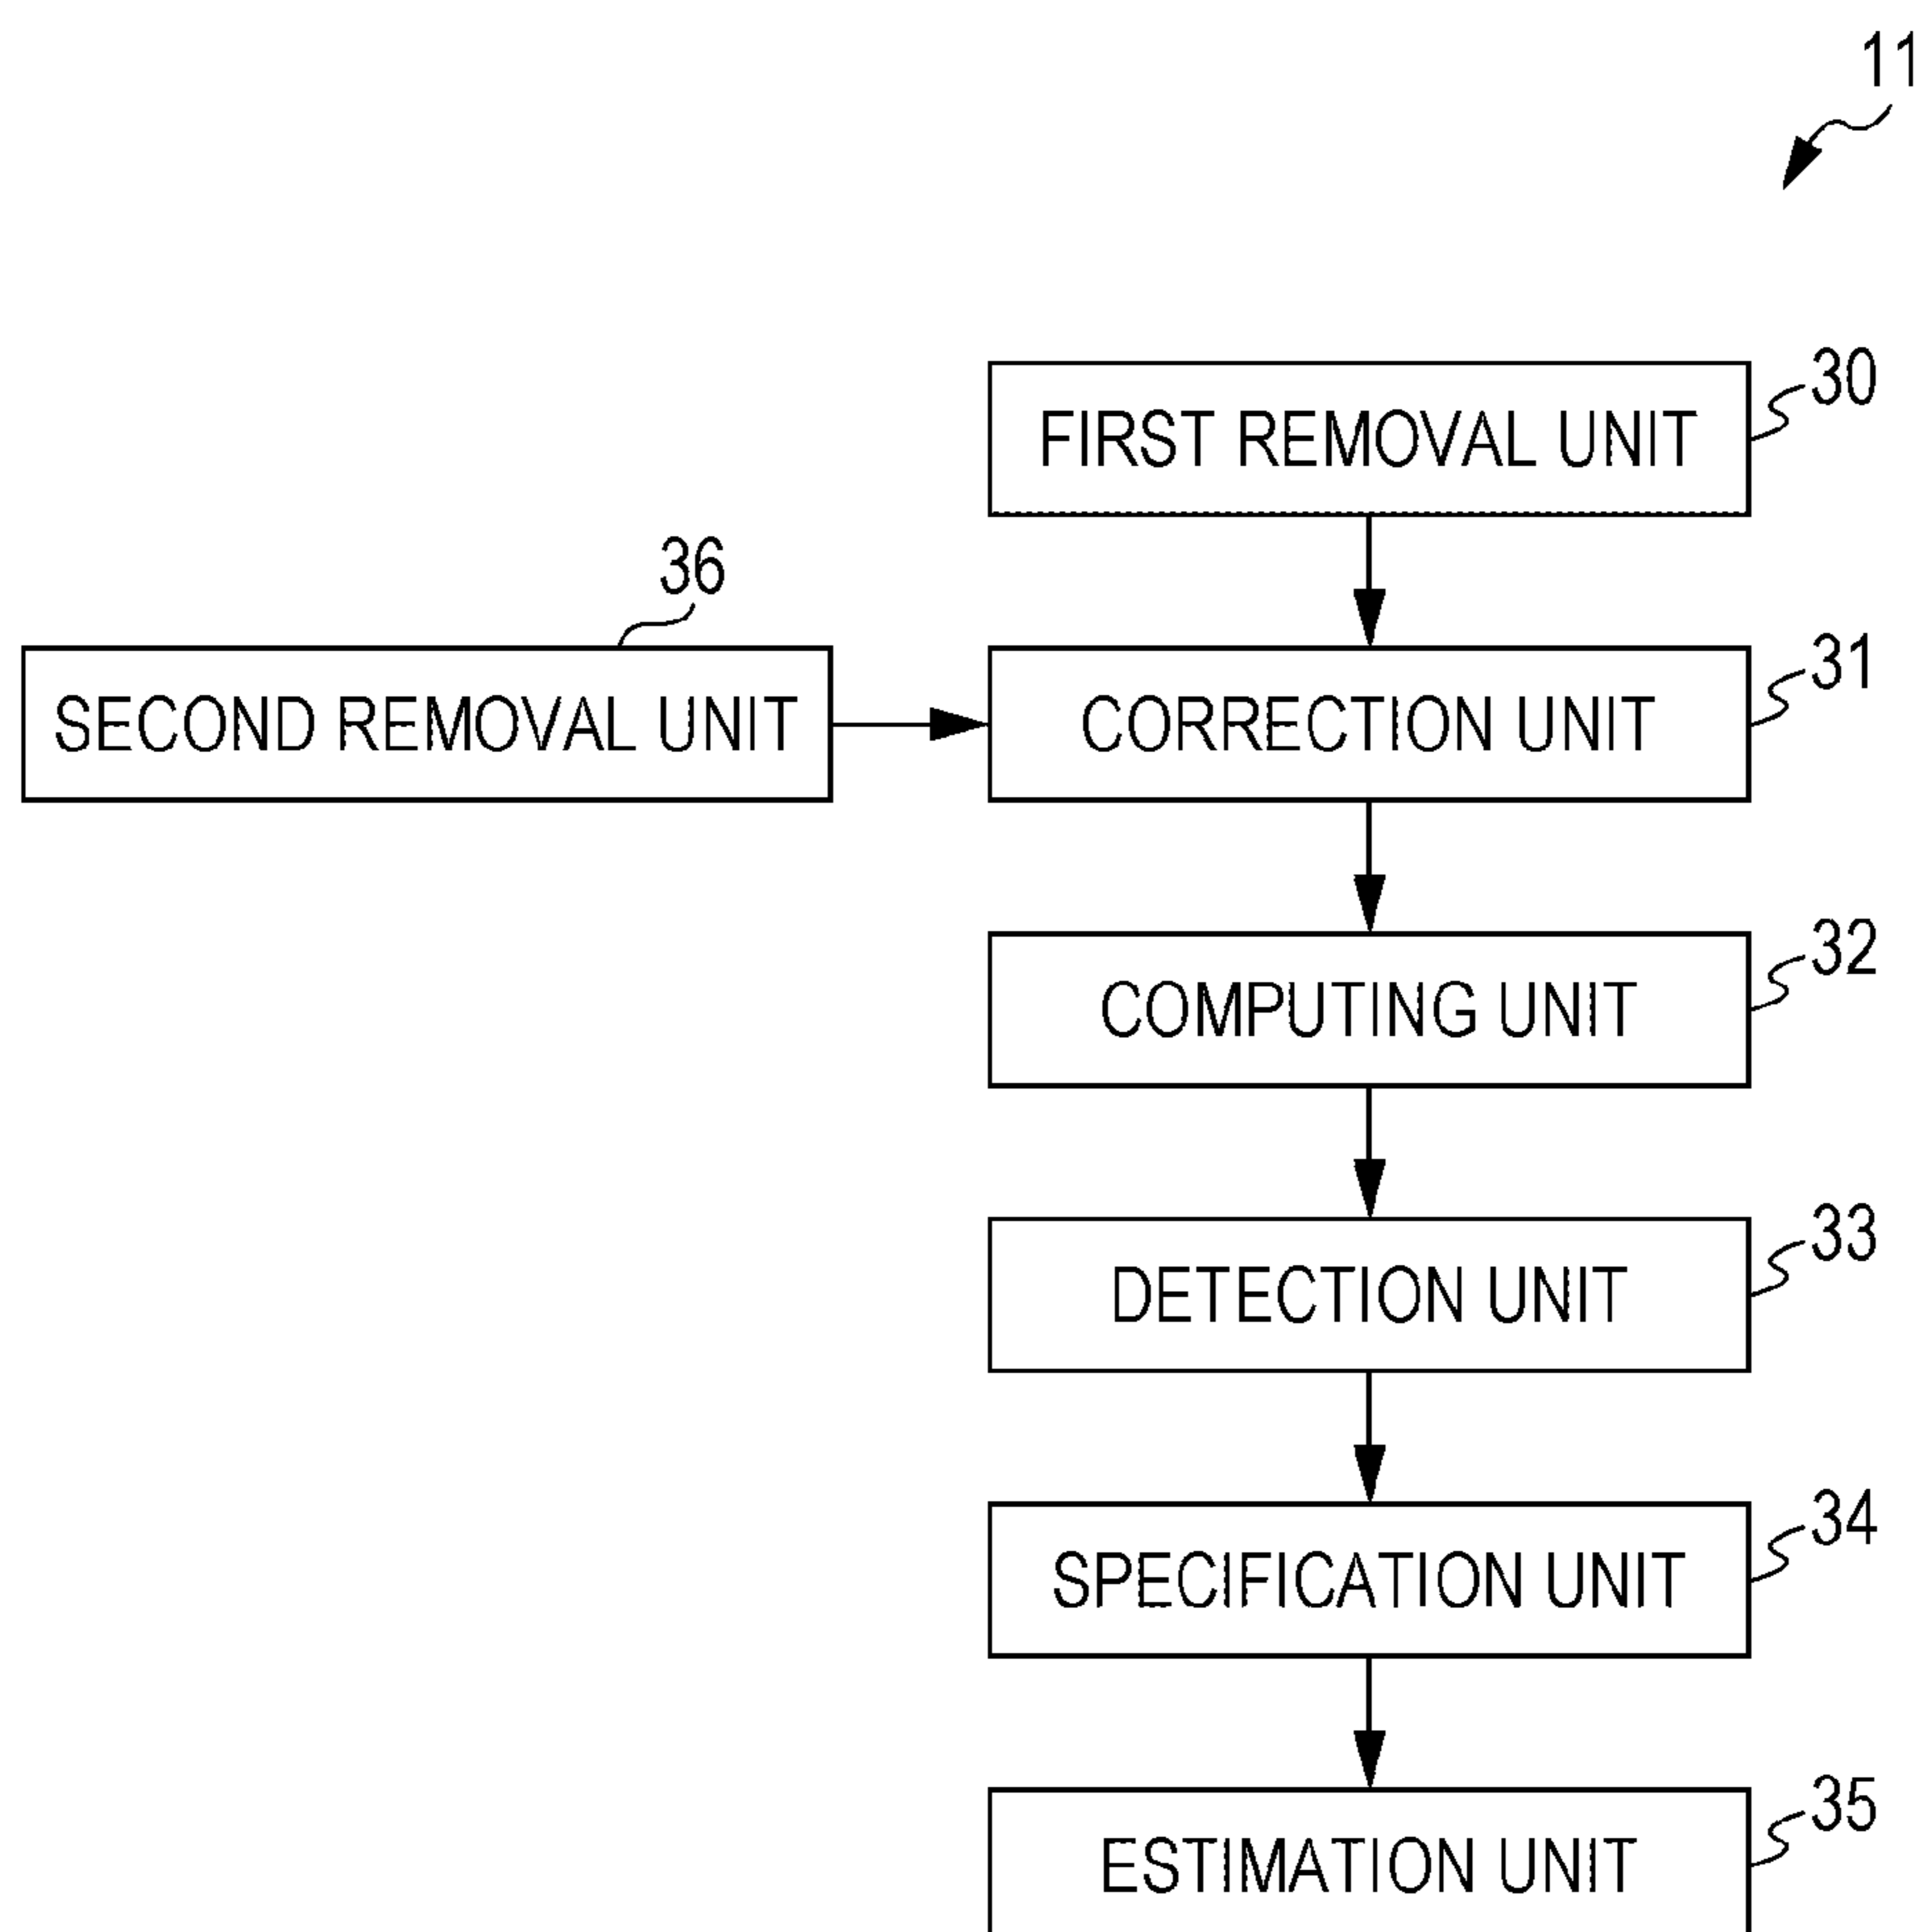 11
30
FIRST REMOVAL UNIT
36
31
SECOND REMOVAL UNIT
CORRECTION UNIT
32
COMPUTING UNIT
33
DETECTION UNIT
34
SPECIFICATION UNIT
35
ESTIMATION UNIT